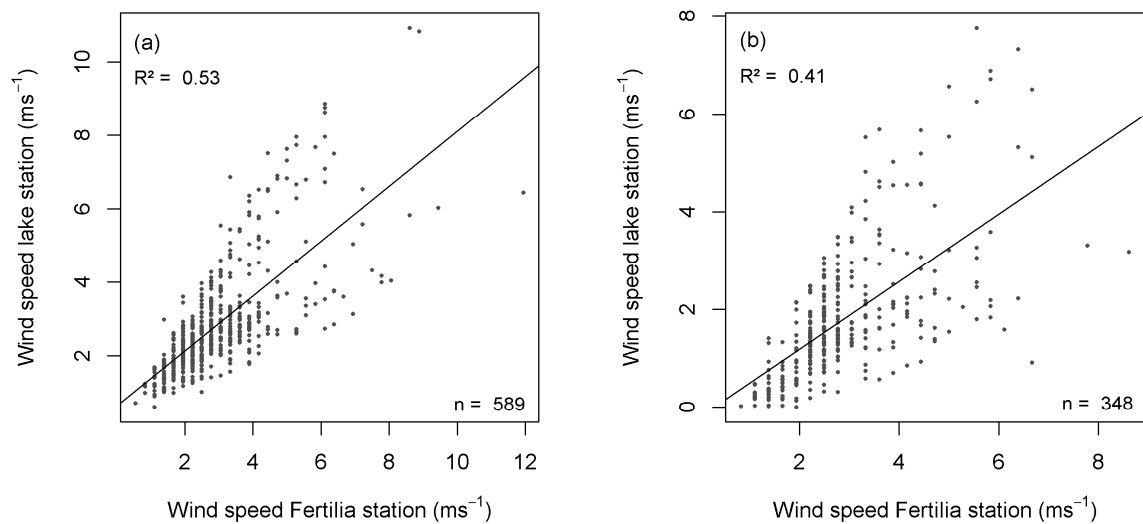 (a)
R² = 0.53
n = 589
10
8
6
4
2
2 4 6 8 10 12
Wind speed lake station (ms⁻¹)
Wind speed Fertilia station (ms⁻¹)
(b)
R² = 0.41
n = 348
8
6
4
2
0
2 4 6 8
Wind speed lake station (ms⁻¹)
Wind speed Fertilia station (ms⁻¹)